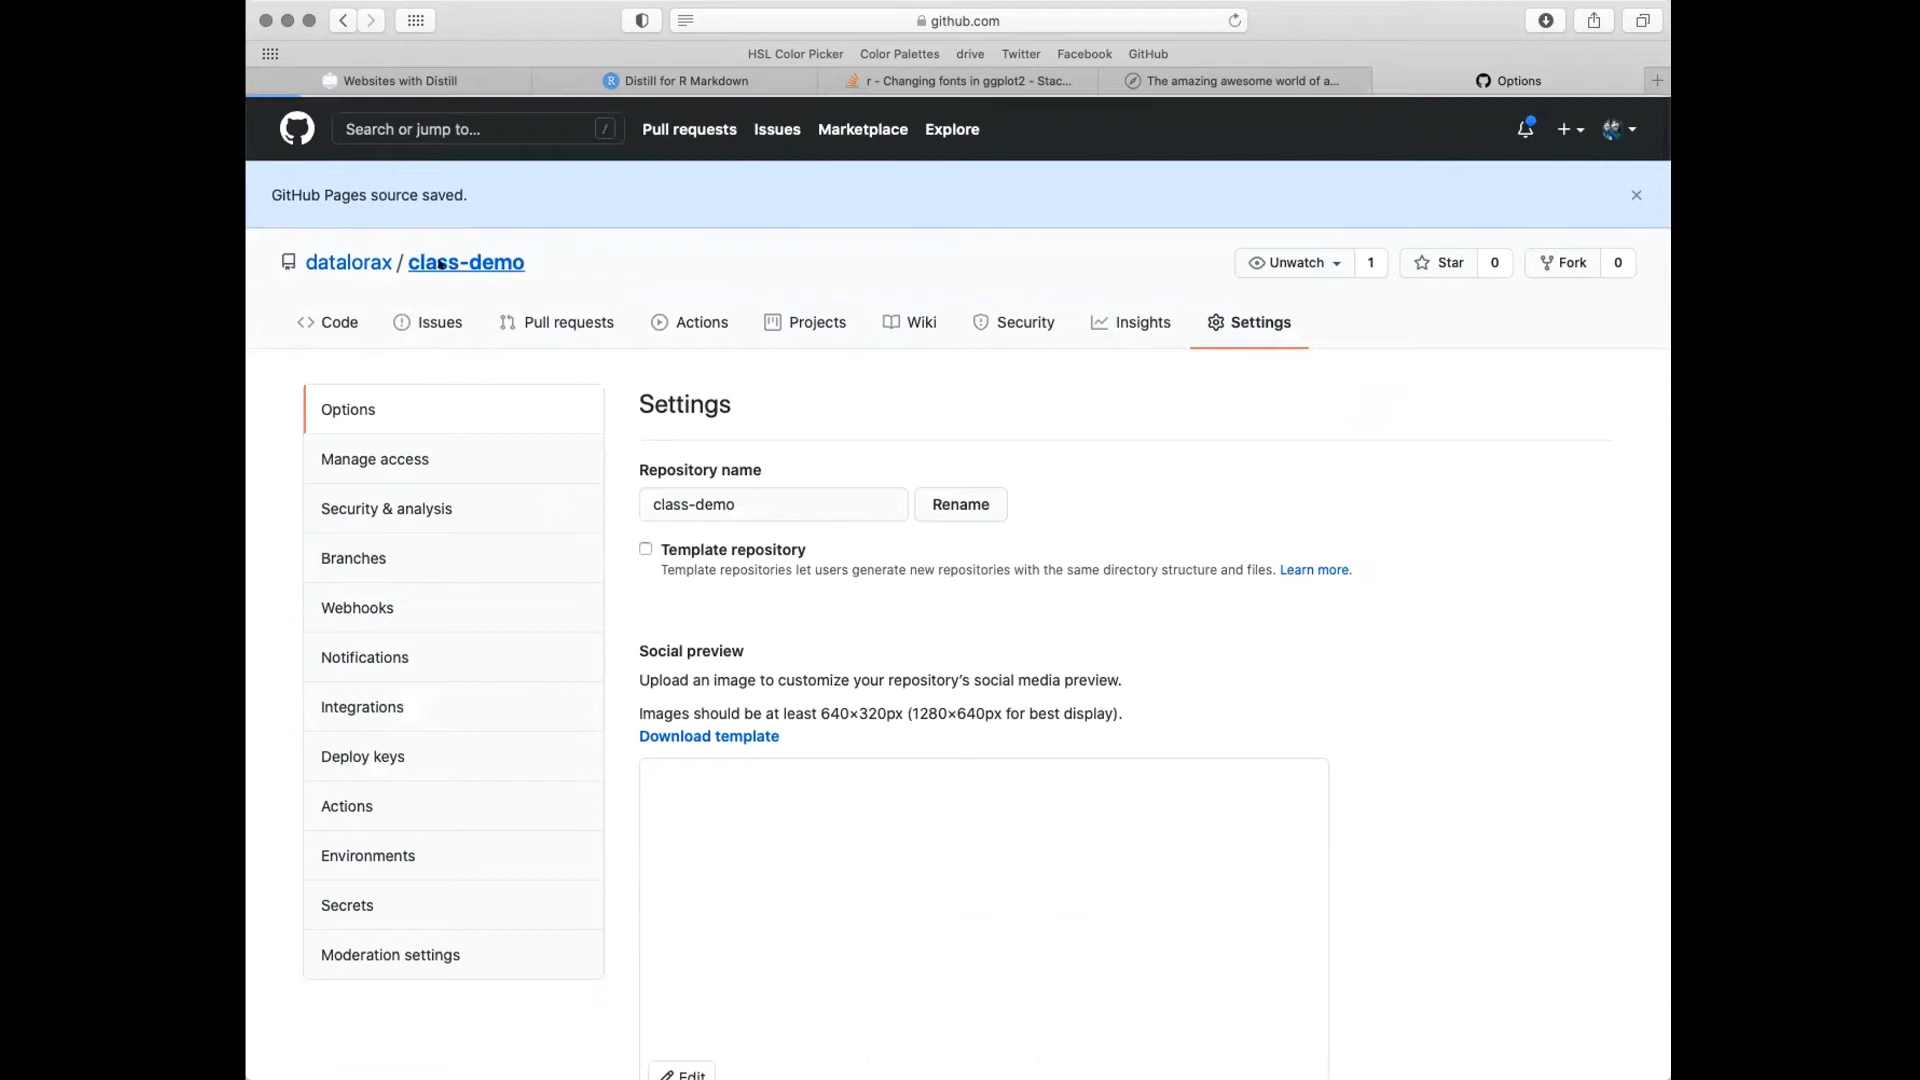 github.com
HSL Color Picker Color Palettes drive Twitter Facebook GitHub
Websites with Distill
Distill for R Markdown
r - Changing fonts in ggplot2 - Stac...
The amazing awesome world of a...
Options
Search or jump to... /
Pull requests Issues Marketplace Explore
GitHub Pages source saved.
datalorax / class-demo
Unwatch 1
Star 0
Fork 0
Code
Issues
Pull requests
Actions
Projects
Wiki
Security
Insights
Settings
Options
Manage access
Security & analysis
Branches
Webhooks
Notifications
Integrations
Deploy keys
Actions
Environments
Secrets
Moderation settings
Settings
Repository name
class-demo
Rename
Template repository
Template repositories let users generate new repositories with the same directory structure and files. Learn more.
Social preview
Upload an image to customize your repository's social media preview.
Images should be at least 640×320px (1280×640px for best display).
Download template
Edit